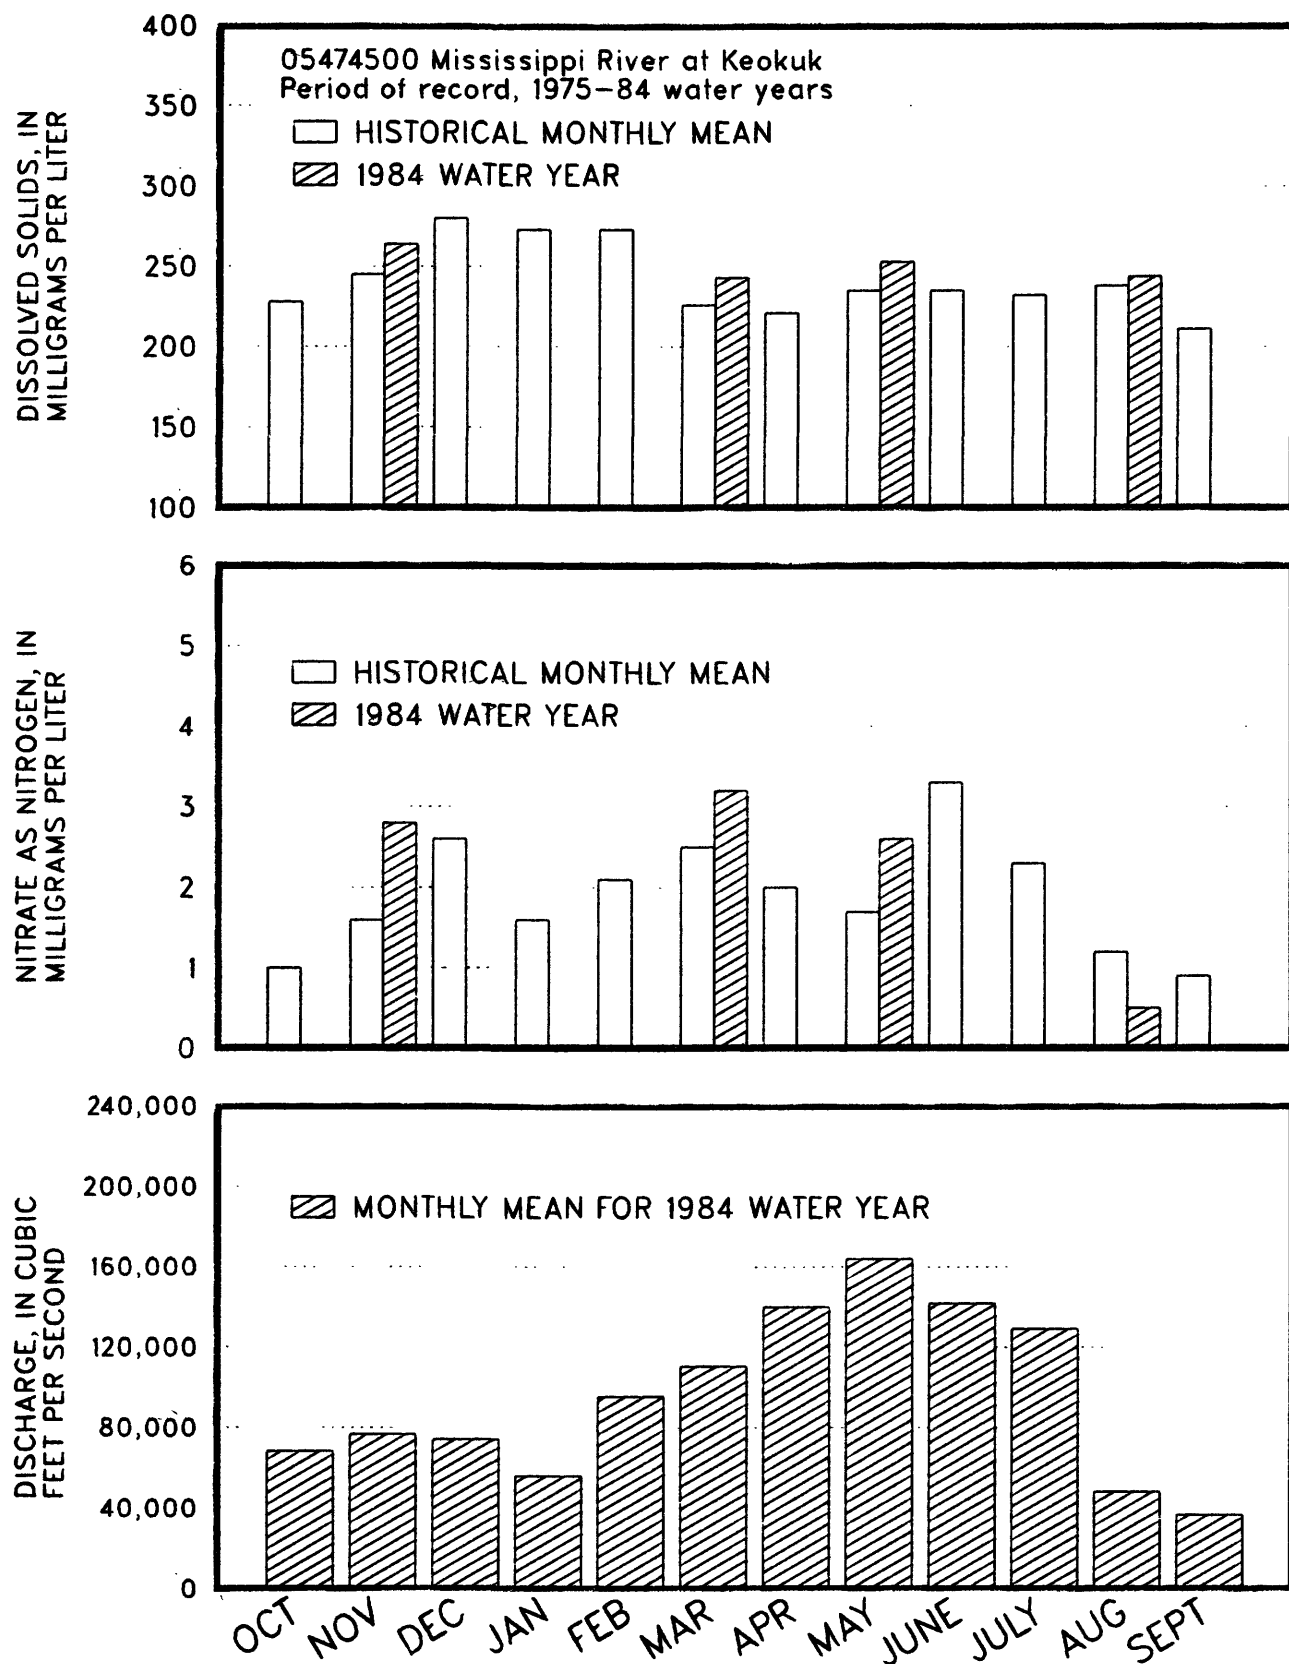 05474500 Mississippi River at Keokuk
Period of record, 1975-84 water years
HISTORICAL MONTHLY MEAN
1984 WATER YEAR
400
350
300
250
200
150
100
DISSOLVED SOLIDS, IN
MILLIGRAMS PER LITER
HISTORICAL MONTHLY MEAN
1984 WATER YEAR
6
5
4
3
2
1
0
NITRATE AS NITROGEN, IN
MILLIGRAMS PER LITER
MONTHLY MEAN FOR 1984 WATER YEAR
240,000
200,000
160,000
120,000
80,000
40,000
0
DISCHARGE, IN CUBIC
FEET PER SECOND
OCT
NOV
DEC
JAN
FEB
MAR
APR
MAY
JUNE
JULY
AUG
SEPT